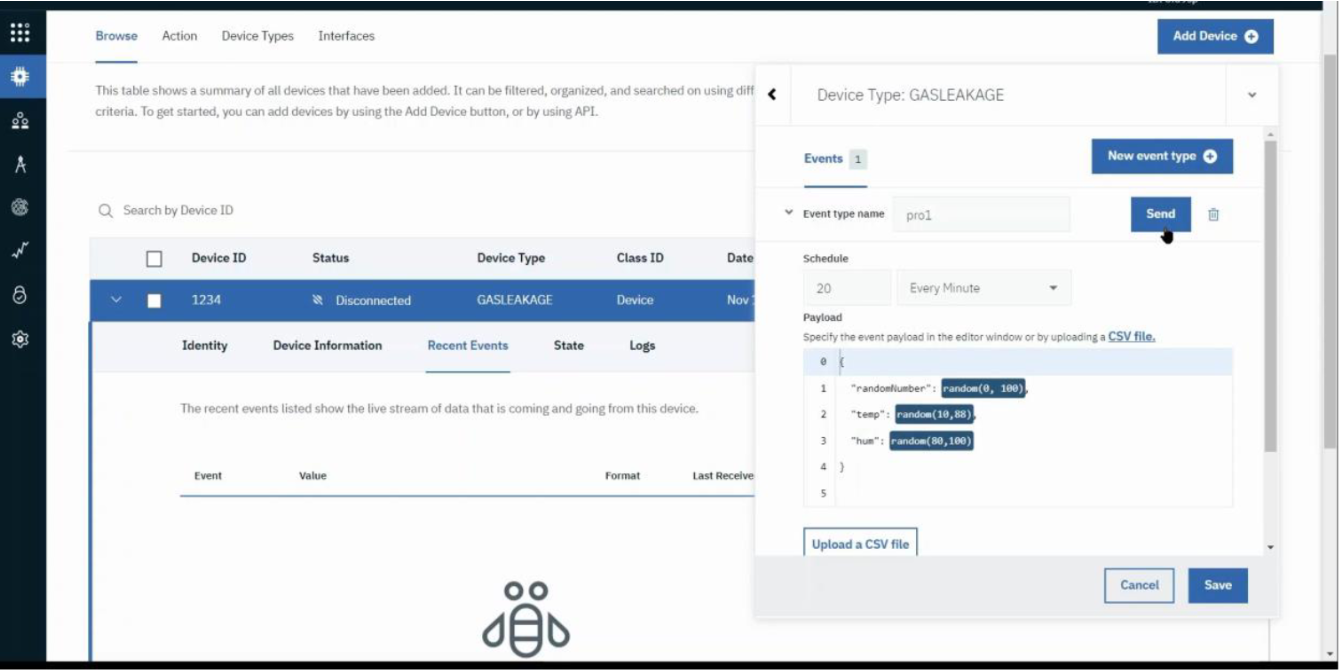 Browse Action Device Types Interfaces
Add Device
This table shows a summary of all devices that have been added. It can be filtered, organized, and searched on using diff
criteria. To get started, you can add devices by using the Add Device button, or by using API.
Search by Device ID
Device ID Status Device Type Class ID Date
1234 Disconnected GASLEAKAGE Device Nov
Identity Device Information Recent Events State Logs
The recent events listed show the live stream of data that is coming and going from this device.
Event Value Format Last Receive
Device Type: GASLEAKAGE
Events 1
New event type
Event type name pro1 Send
Schedule
20 Every Minute
Payload
Specify the event payload in the editor window or by uploading a CSV file.
0 {
1 "randomNumber": random(0, 100),
2 "temp": random(10,88),
3 "hum": random(80,100)
4 }
5
Upload a CSV file
Cancel Save